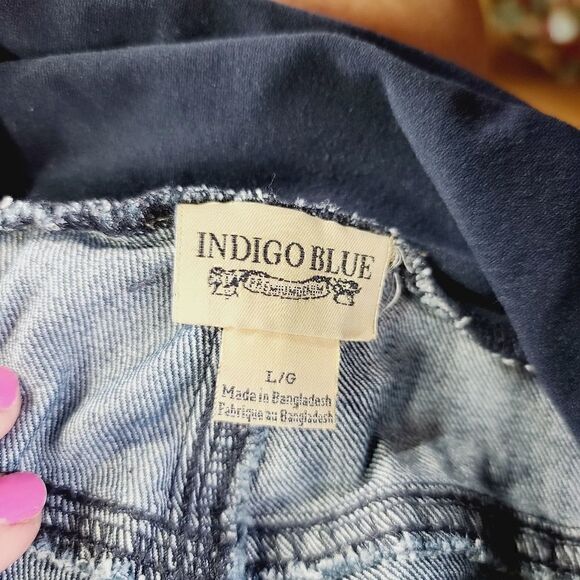 INDIGO BLUE
PREMIUM DENIM
L/G
Made in Bangladesh
Fabrique au Bangladesh